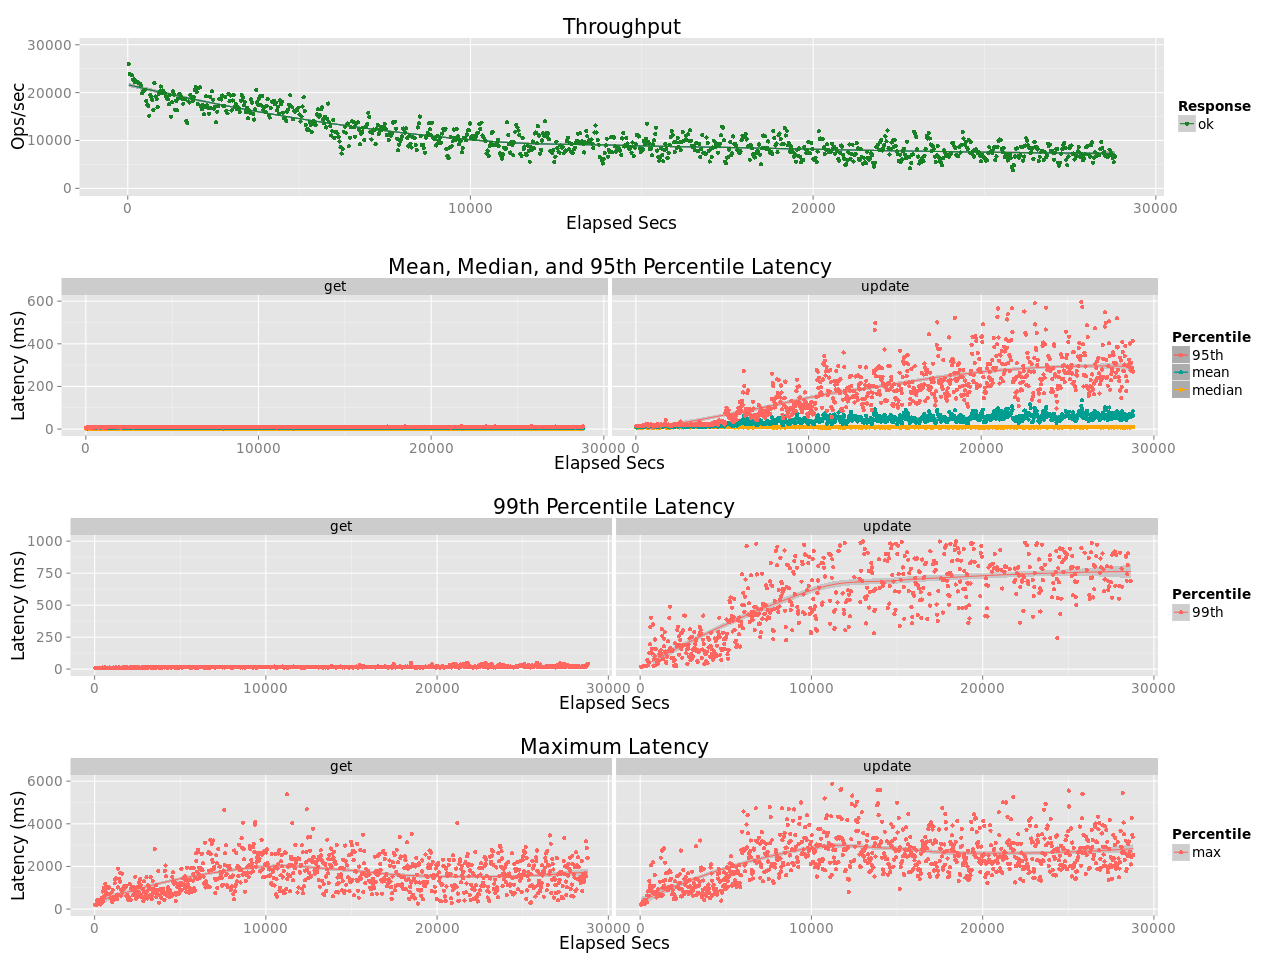 Throughput
30000
20000
10000
0
Ops/sec
0 10000 20000 30000
Elapsed Secs
Response
ok
Mean, Median, and 95th Percentile Latency
get update
600
400
200
0
Latency (ms)
0 10000 20000 30000 0 10000 20000 30000
Elapsed Secs
Percentile
95th
mean
median
99th Percentile Latency
get update
1000
750
500
250
0
Latency (ms)
0 10000 20000 30000 0 10000 20000 30000
Elapsed Secs
Percentile
99th
Maximum Latency
get update
6000
4000
2000
0
Latency (ms)
0 10000 20000 30000 0 10000 20000 30000
Elapsed Secs
Percentile
max